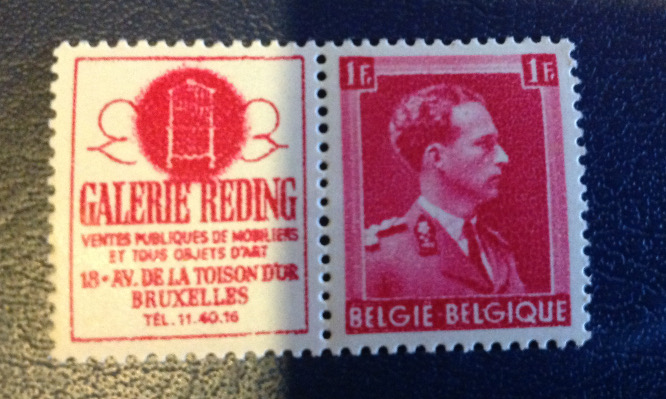 GALERIE REDING
VENTES PUBLIQUES DE MOBILIERS
ET TOUS OBJETS D'ART
18 • AV. DE LA TOISON D'OR
BRUXELLES
TÉL. 11.40.16
1F. 1F.
BELGIË-BELGIQUE